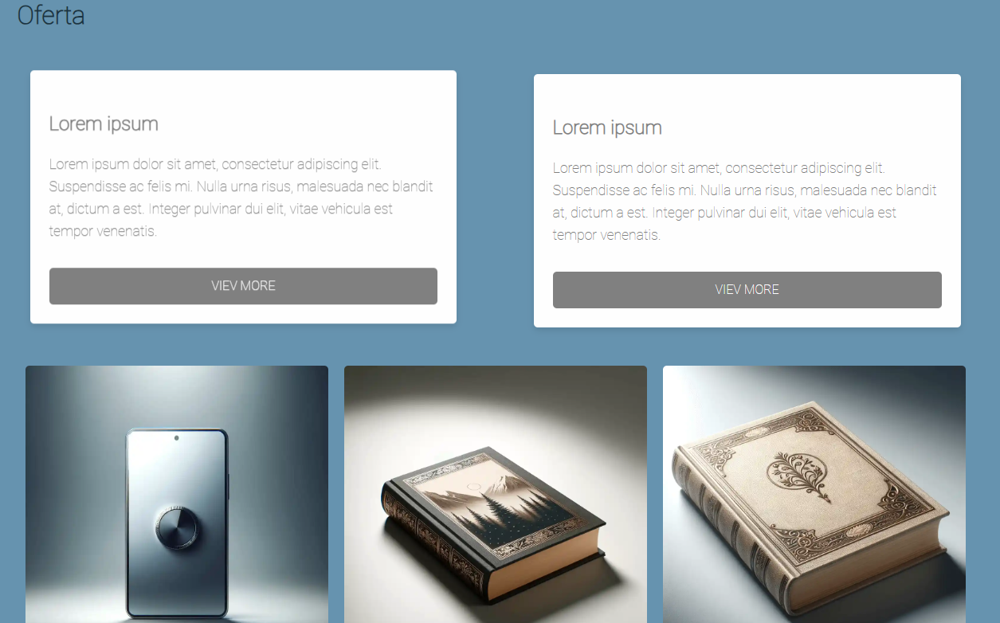 Oferta
Lorem ipsum
Lorem ipsum dolor sit amet, consectetur adipiscing elit.
Suspendisse ac felis mi. Nulla urna risus, malesuada nec blandit
at, dictum a est. Integer pulvinar dui elit, vitae vehicula est
tempor venenatis.
VIEV MORE
Lorem ipsum
Lorem ipsum dolor sit amet, consectetur adipiscing elit.
Suspendisse ac felis mi. Nulla urna risus, malesuada nec blandit
at, dictum a est. Integer pulvinar dui elit, vitae vehicula est
tempor venenatis.
VIEV MORE